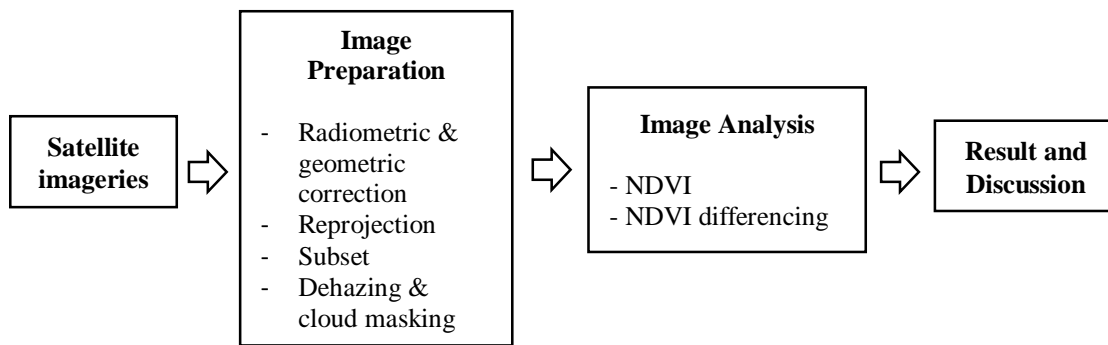 Satellite
imageries
Image
Preparation
- Radiometric &
geometric
correction
- Reprojection
- Subset
- Dehazing &
cloud masking
Image Analysis
- NDVI
- NDVI differencing
Result and
Discussion